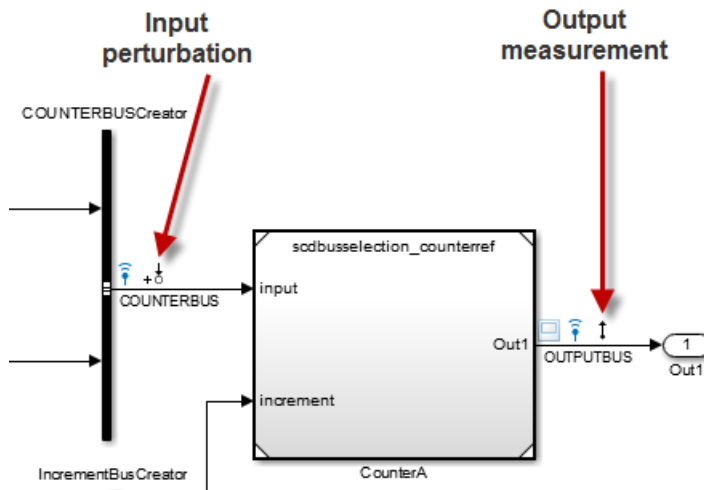 Input
perturbation
Output
measurement
COUNTERBUSCreator
scdbusselection_counterref
+
COUNTERBUS
input
Out1
OUTPUTBUS
1
Out1
increment
IncrementBusCreator
CounterA